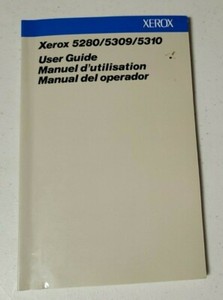 XEROX
Xerox 5280/5309/5310
User Guide
Manuel d'utilisation
Manual del operador